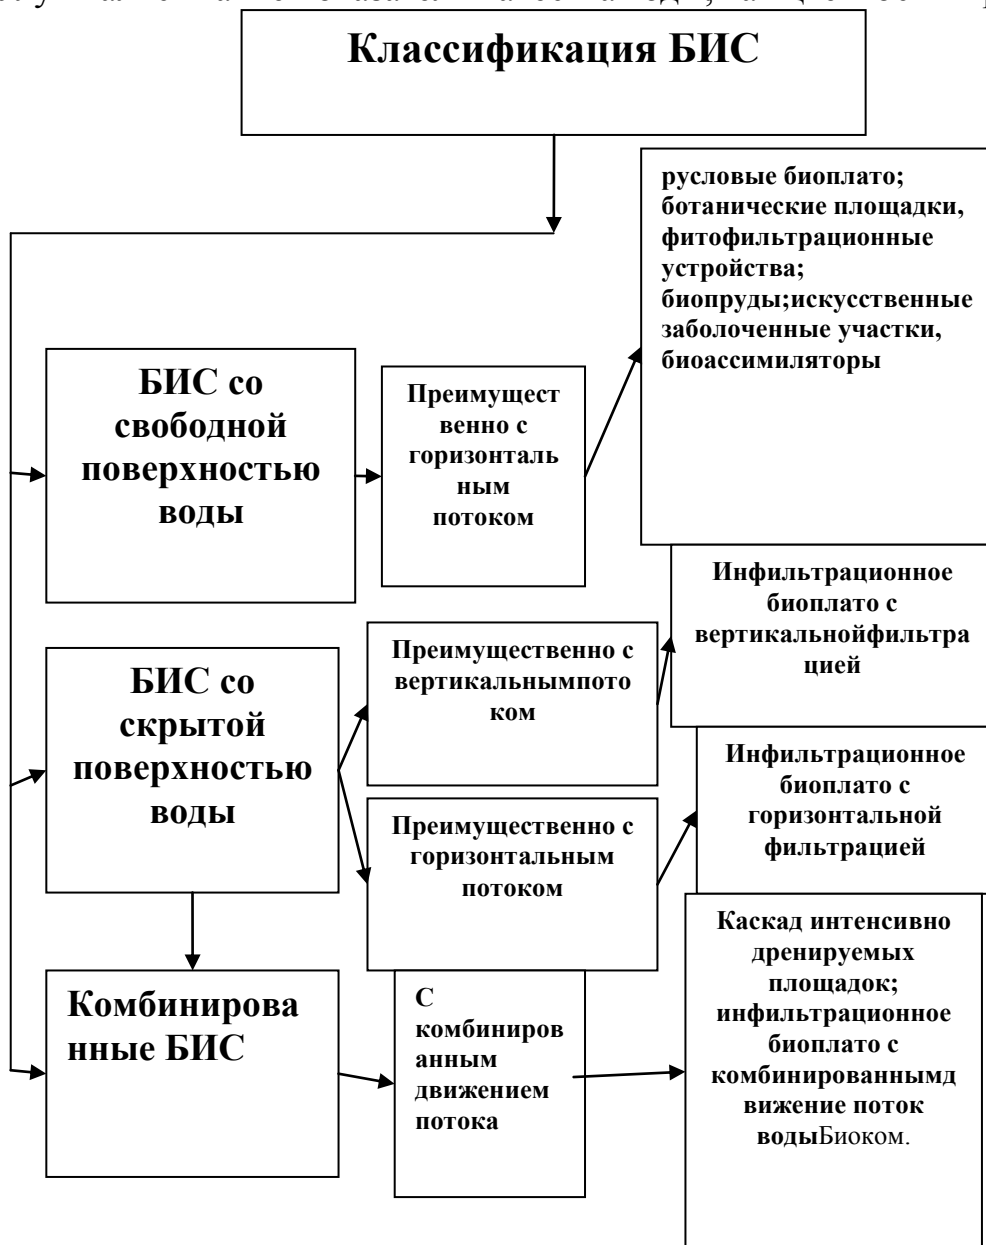 Классификация БИС
русловые биоплато;
ботанические площадки,
фитофильтрационные
устройства;
биопруды;искусственные
заболоченные участки,
биоассимиляторы
БИС со
свободной
поверхностью
воды
Преимущест
венно с
горизонталь
ным
потоком
Инфильтрационное
биоплато с
вертикальнойфильтра
цией
БИС со
скрытой
поверхностью
воды
Преимущественно с
вертикальнымпото
ком
Инфильтрационное
биоплато с
горизонтальной
фильтрацией
Преимущественно с
горизонтальным
потоком
Каскад интенсивно
дренируемых
площадок;
инфильтрационное
биоплато с
комбинированнымд
вижение поток
водыБиоком.
Комбинирова
нные БИС
С
комбиниров
анным
движением
потока